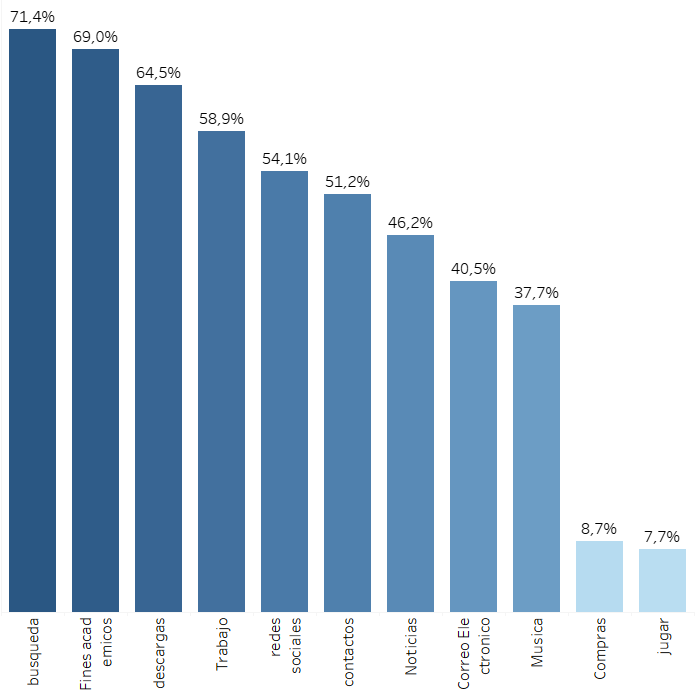 71,4%
69,0%
64,5%
58,9%
54,1%
51,2%
46,2%
40,5%
37,7%
8,7%
7,7%
busqueda
Fines acad
emicos
descargas
Trabajo
redes
sociales
contactos
Noticias
Correo Ele
ctronico
Musica
Compras
jugar